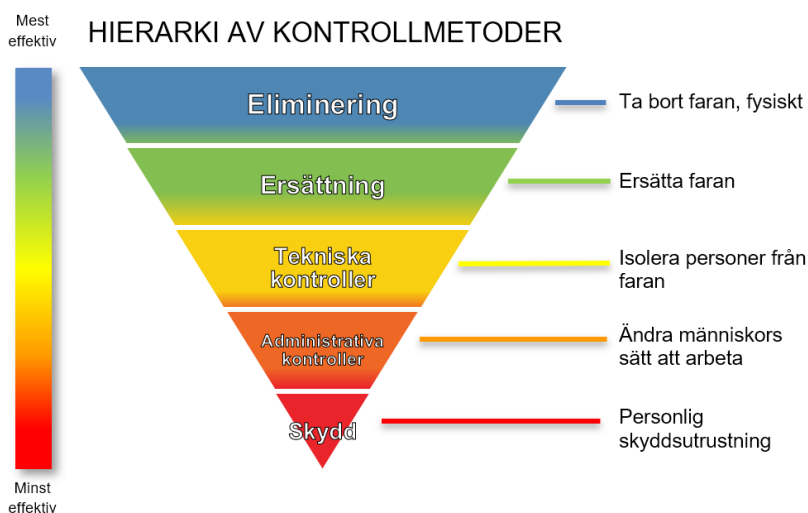 Mest
effektiv
HIERARKI AV KONTROLLMETODER
Eliminering
Ta bort faran, fysiskt
Ersättning
Ersätta faran
Tekniska
kontroller
Isolera personer från
faran
Administrativa
kontroller
Ändra människors
sätt att arbeta
Skydd
Personlig
skyddsutrustning
Minst
effektiv